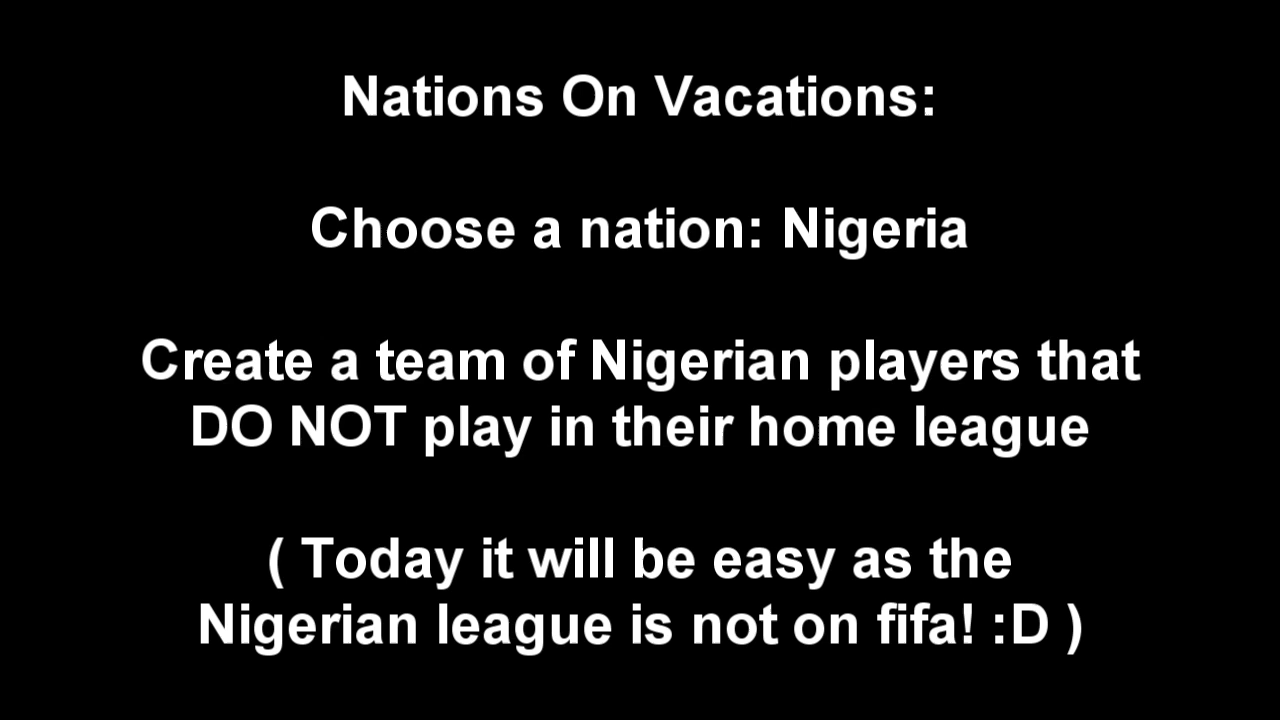 Nations On Vacations:
Choose a nation: Nigeria
Create a team of Nigerian players that
DO NOT play in their home league
( Today it will be easy as the
Nigerian league is not on fifa! :D )